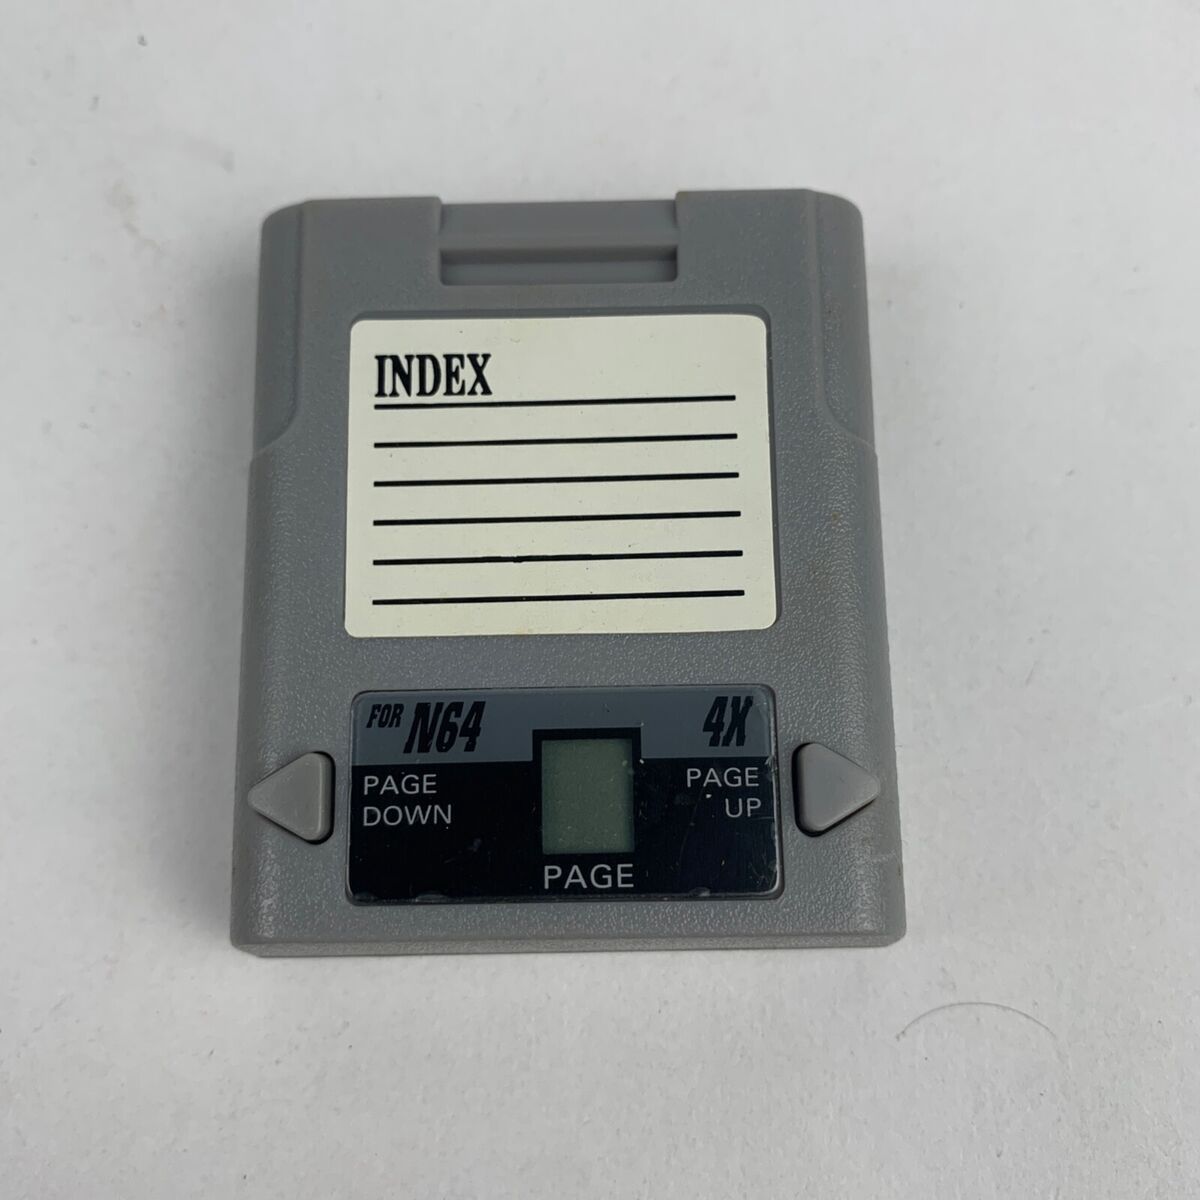 INDEX
FOR N64
4X
PAGE
DOWN
PAGE
UP
PAGE